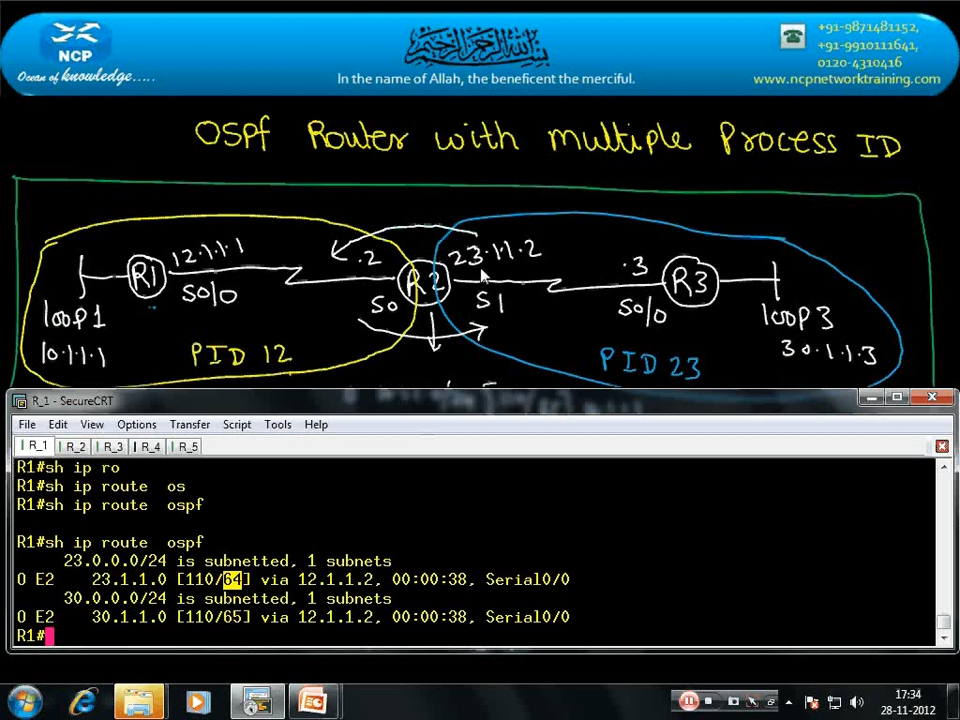 NCP
Ocean of knowledge.....
بسم الله الرحمن الرحيم
In the name of Allah, the beneficent the merciful.
+91-9871481152,
+91-9910111641,
0120-4310416
www.ncpnetworktraining.com
OSPf Router with multiple Process ID
R1
12.1.1.1
S0/0
.2
S0
R2
23.1.1.2
S1
.3
S0/0
R3
loop1
10.1.1.1
PID 12
PID 23
loop3
30.1.1.3
R_1 - SecureCRT
File Edit View Options Transfer Script Tools Help
R_1 R_2 R_3 R_4 R_5
R1#sh ip ro
R1#sh ip route  os
R1#sh ip route  ospf
R1#sh ip route  ospf
23.0.0.0/24 is subnetted, 1 subnets
O E2    23.1.1.0 [110/64] via 12.1.1.2, 00:00:38, Serial0/0
30.0.0.0/24 is subnetted, 1 subnets
O E2    30.1.1.0 [110/65] via 12.1.1.2, 00:00:38, Serial0/0
R1#
17:34
28-11-2012